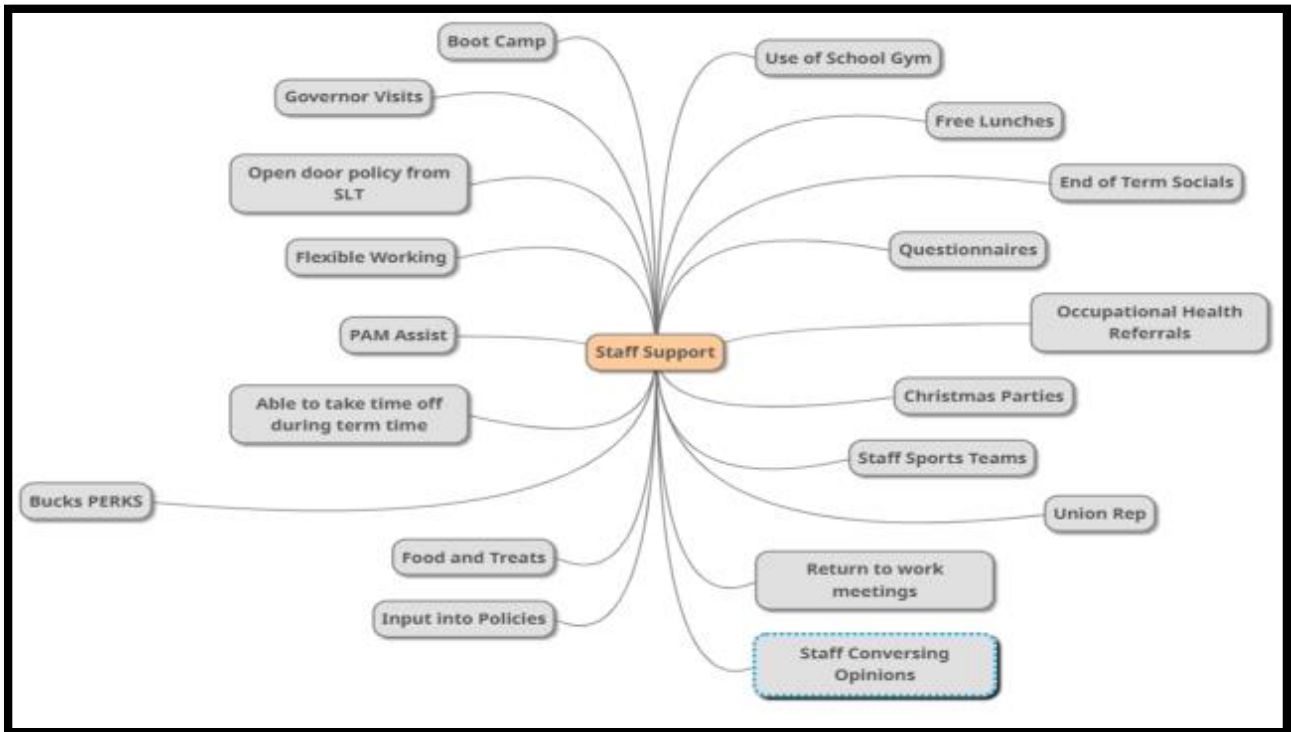 Boot Camp
Use of School Gym
Governor Visits
Free Lunches
Open door policy from
SLT
End of Term Socials
Flexible Working
Questionnaires
PAM Assist
Occupational Health
Referrals
Staff Support
Able to take time off
during term time
Christmas Parties
Staff Sports Teams
Bucks PERKS
Union Rep
Food and Treats
Return to work
meetings
Input into Policies
Staff Conversing
Opinions